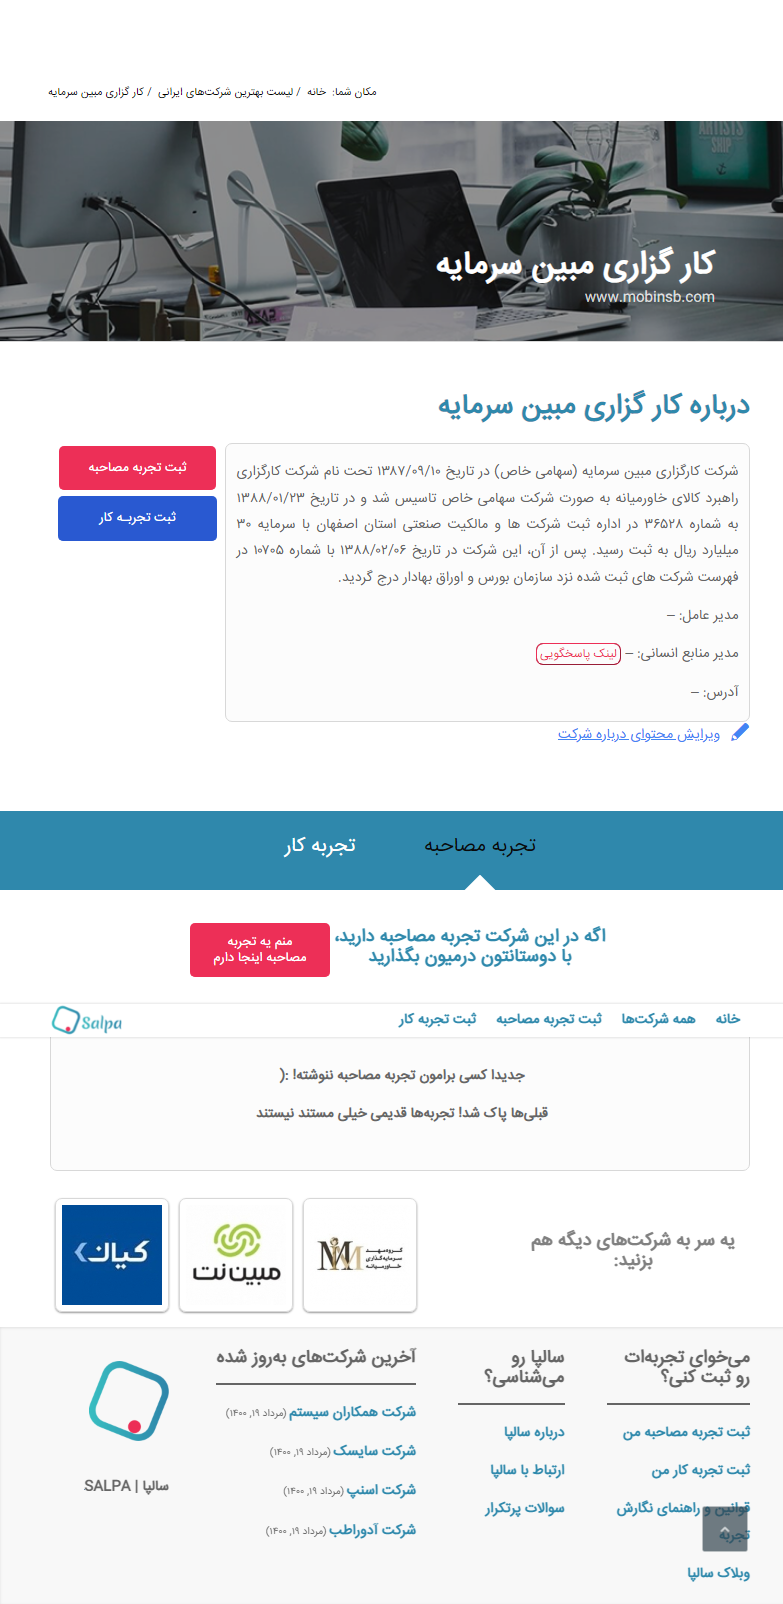 مکان شما: خانه / لیست بهترین شرکت‌های ایرانی / کار گزاری مبین سرمایه
ARTISTS
SHIP
کار گزاری مبین سرمایه
www.mobinsb.com
درباره کار گزاری مبین سرمایه
شرکت کارگزاری مبین سرمایه (سهامی خاص) در تاریخ ۱۳۸۷/۰۹/۱۰ تحت نام شرکت کارگزاری
راهبرد کالای خاورمیانه به صورت شرکت سهامی خاص تاسیس شد و در تاریخ ۱۳۸۸/۰۱/۲۳
به شماره ۳۶۵۲۸ در اداره ثبت شرکت ها و مالکیت صنعتی استان اصفهان با سرمایه ۳۰
میلیارد ریال به ثبت رسید. پس از آن، این شرکت در تاریخ ۱۳۸۸/۰۲/۰۶ با شماره ۱۰۷۰۵ در
فهرست شرکت های ثبت شده نزد سازمان بورس و اوراق بهادار درج گردید.
مدیر عامل: –
مدیر منابع انسانی: – لینک پاسخگویی
آدرس: –
ویرایش محتوای درباره شرکت
ثبت تجربه مصاحبه
ثبت تجربـه کار
تجربه مصاحبه
تجربه کار
اگه در این شرکت تجربه مصاحبه دارید،
با دوستانتون درمیون بگذارید
منم یه تجربه
مصاحبه اینجا دارم
خانه
همه شرکت‌ها
ثبت تجربه مصاحبه
ثبت تجربه کار
Salpa
جدیدا کسی برامون تجربه مصاحبه ننوشته! :(
قبلی‌ها پاک شد! تجربه‌ها قدیمی خیلی مستند نیستند
یه سر به شرکت‌های دیگه هم
بزنید:
گروه مهند
سرمایه‌گذاری
خاورمیانه
مبین نت
کیان
می‌خوای تجربه‌ات
رو ثبت کنی؟
ثبت تجربه مصاحبه من
ثبت تجربه کار من
قوانین و راهنمای نگارش
تجربه
وبلاک سالپا
سالپا رو
می‌شناسی؟
درباره سالپا
ارتباط با سالپا
سوالات پرتکرار
آخرین شرکت‌های به‌روز شده
شرکت همکاران سیستم (مرداد ۱۹, ۱۴۰۰)
شرکت سایسک (مرداد ۱۹, ۱۴۰۰)
شرکت اسنپ (مرداد ۱۹, ۱۴۰۰)
شرکت آدوراطب (مرداد ۱۹, ۱۴۰۰)
سالپا | SALPA